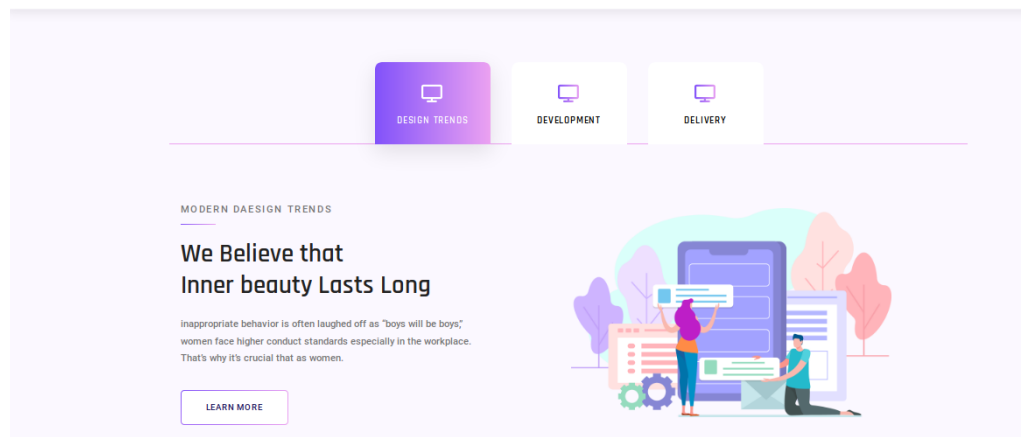 DESIGN TRENDS
DEVELOPMENT
DELIVERY
MODERN DAESIGN TRENDS
We Believe that
Inner beauty Lasts Long
inappropriate behavior is often laughed off as “boys will be boys,”
women face higher conduct standards especially in the workplace.
That’s why it’s crucial that as women.
LEARN MORE